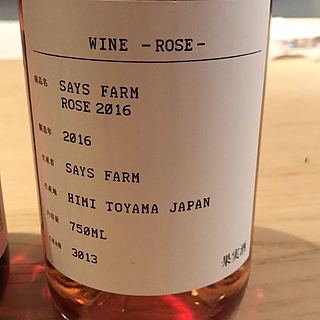 WINE -ROSE-
商品名 SAYS FARM
ROSE 2016
製造年 2016
生産者 SAYS FARM
生産地 HIMI TOYAMA JAPAN
内容量 750ML
3013
果実酒